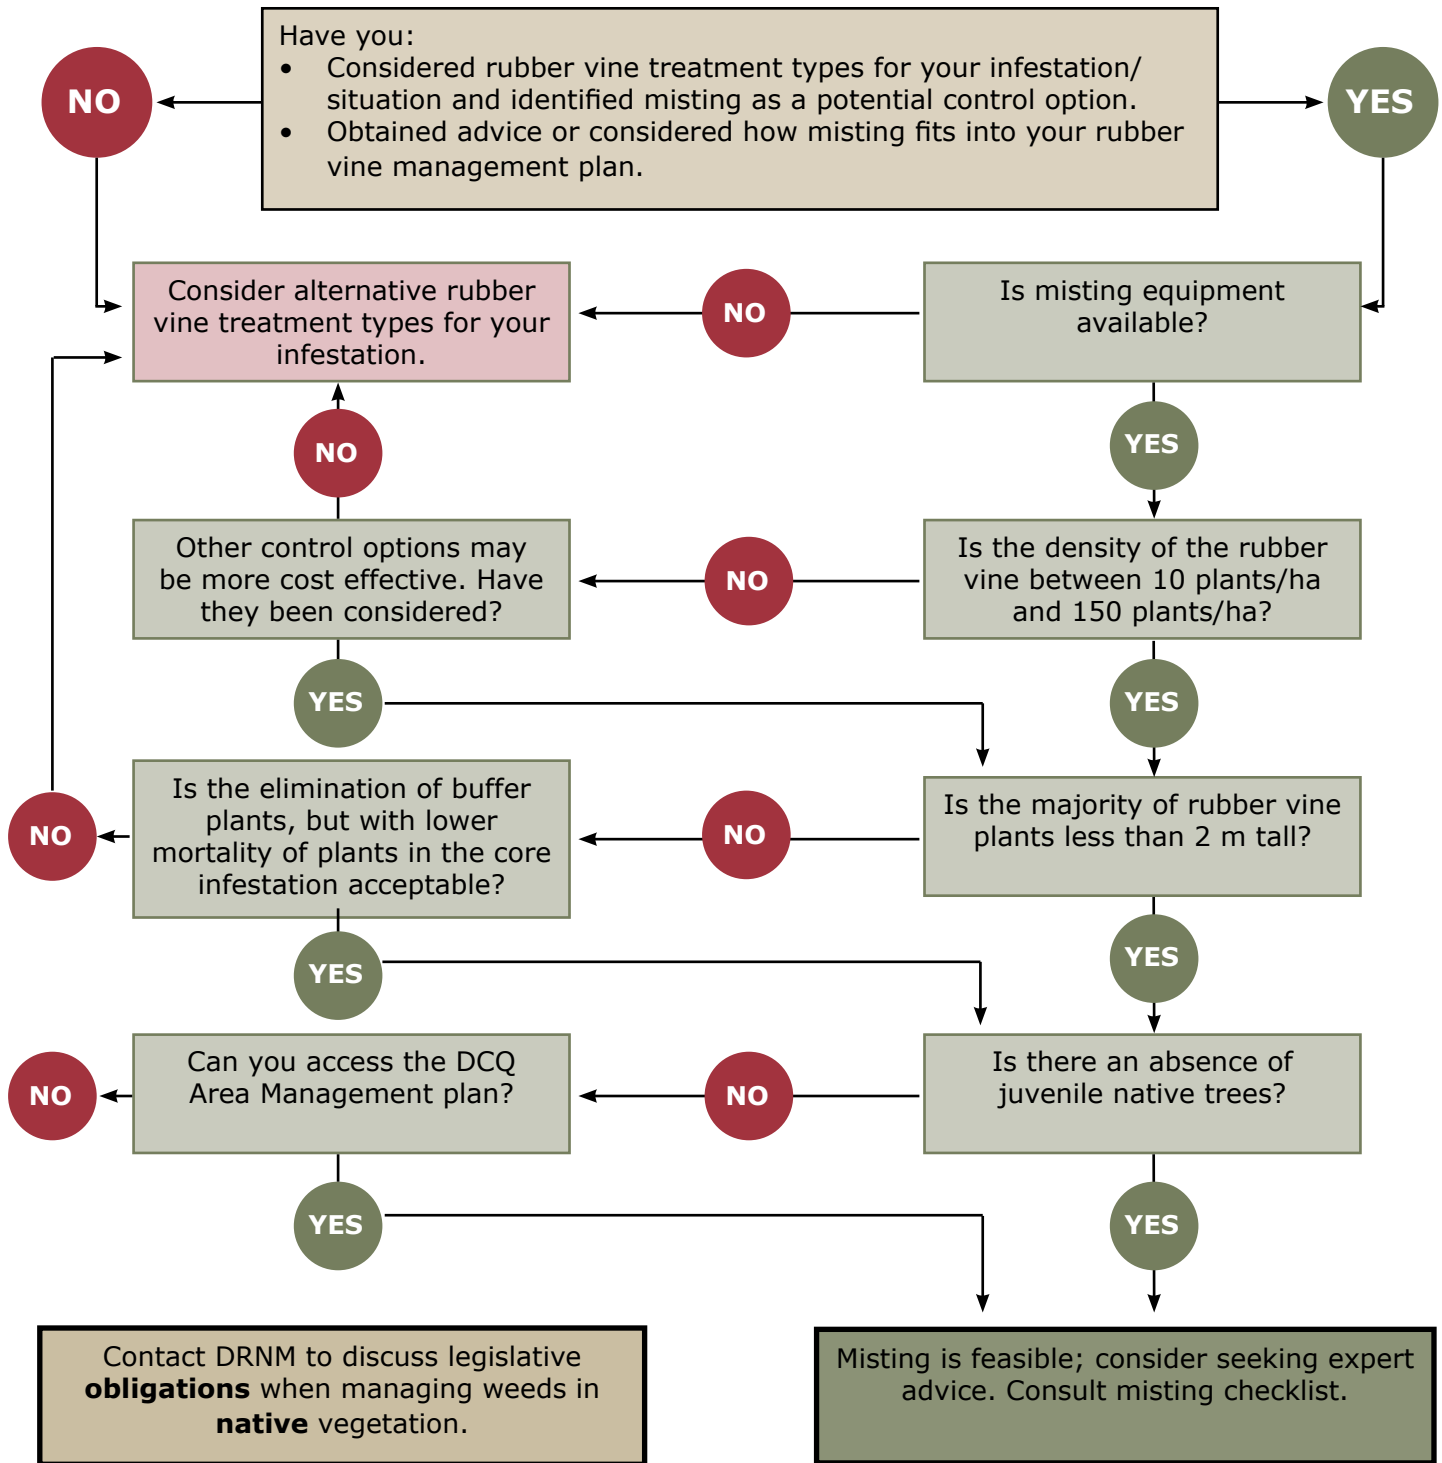 Have you:
• Considered rubber vine treatment types for your infestation/
situation and identified misting as a potential control option.
• Obtained advice or considered how misting fits into your rubber
vine management plan.
NO
YES
Consider alternative rubber
vine treatment types for your
infestation.
NO
Is misting equipment
available?
NO
YES
Other control options may
be more cost effective. Have
they been considered?
NO
Is the density of the rubber
vine between 10 plants/ha
and 150 plants/ha?
YES
YES
Is the elimination of buffer
plants, but with lower
mortality of plants in the core
infestation acceptable?
NO
NO
Is the majority of rubber vine
plants less than 2 m tall?
YES
YES
NO
Can you access the DCQ
Area Management plan?
NO
Is there an absence of
juvenile native trees?
YES
YES
Contact DRNM to discuss legislative
obligations when managing weeds in
native vegetation.
Misting is feasible; consider seeking expert
advice. Consult misting checklist.